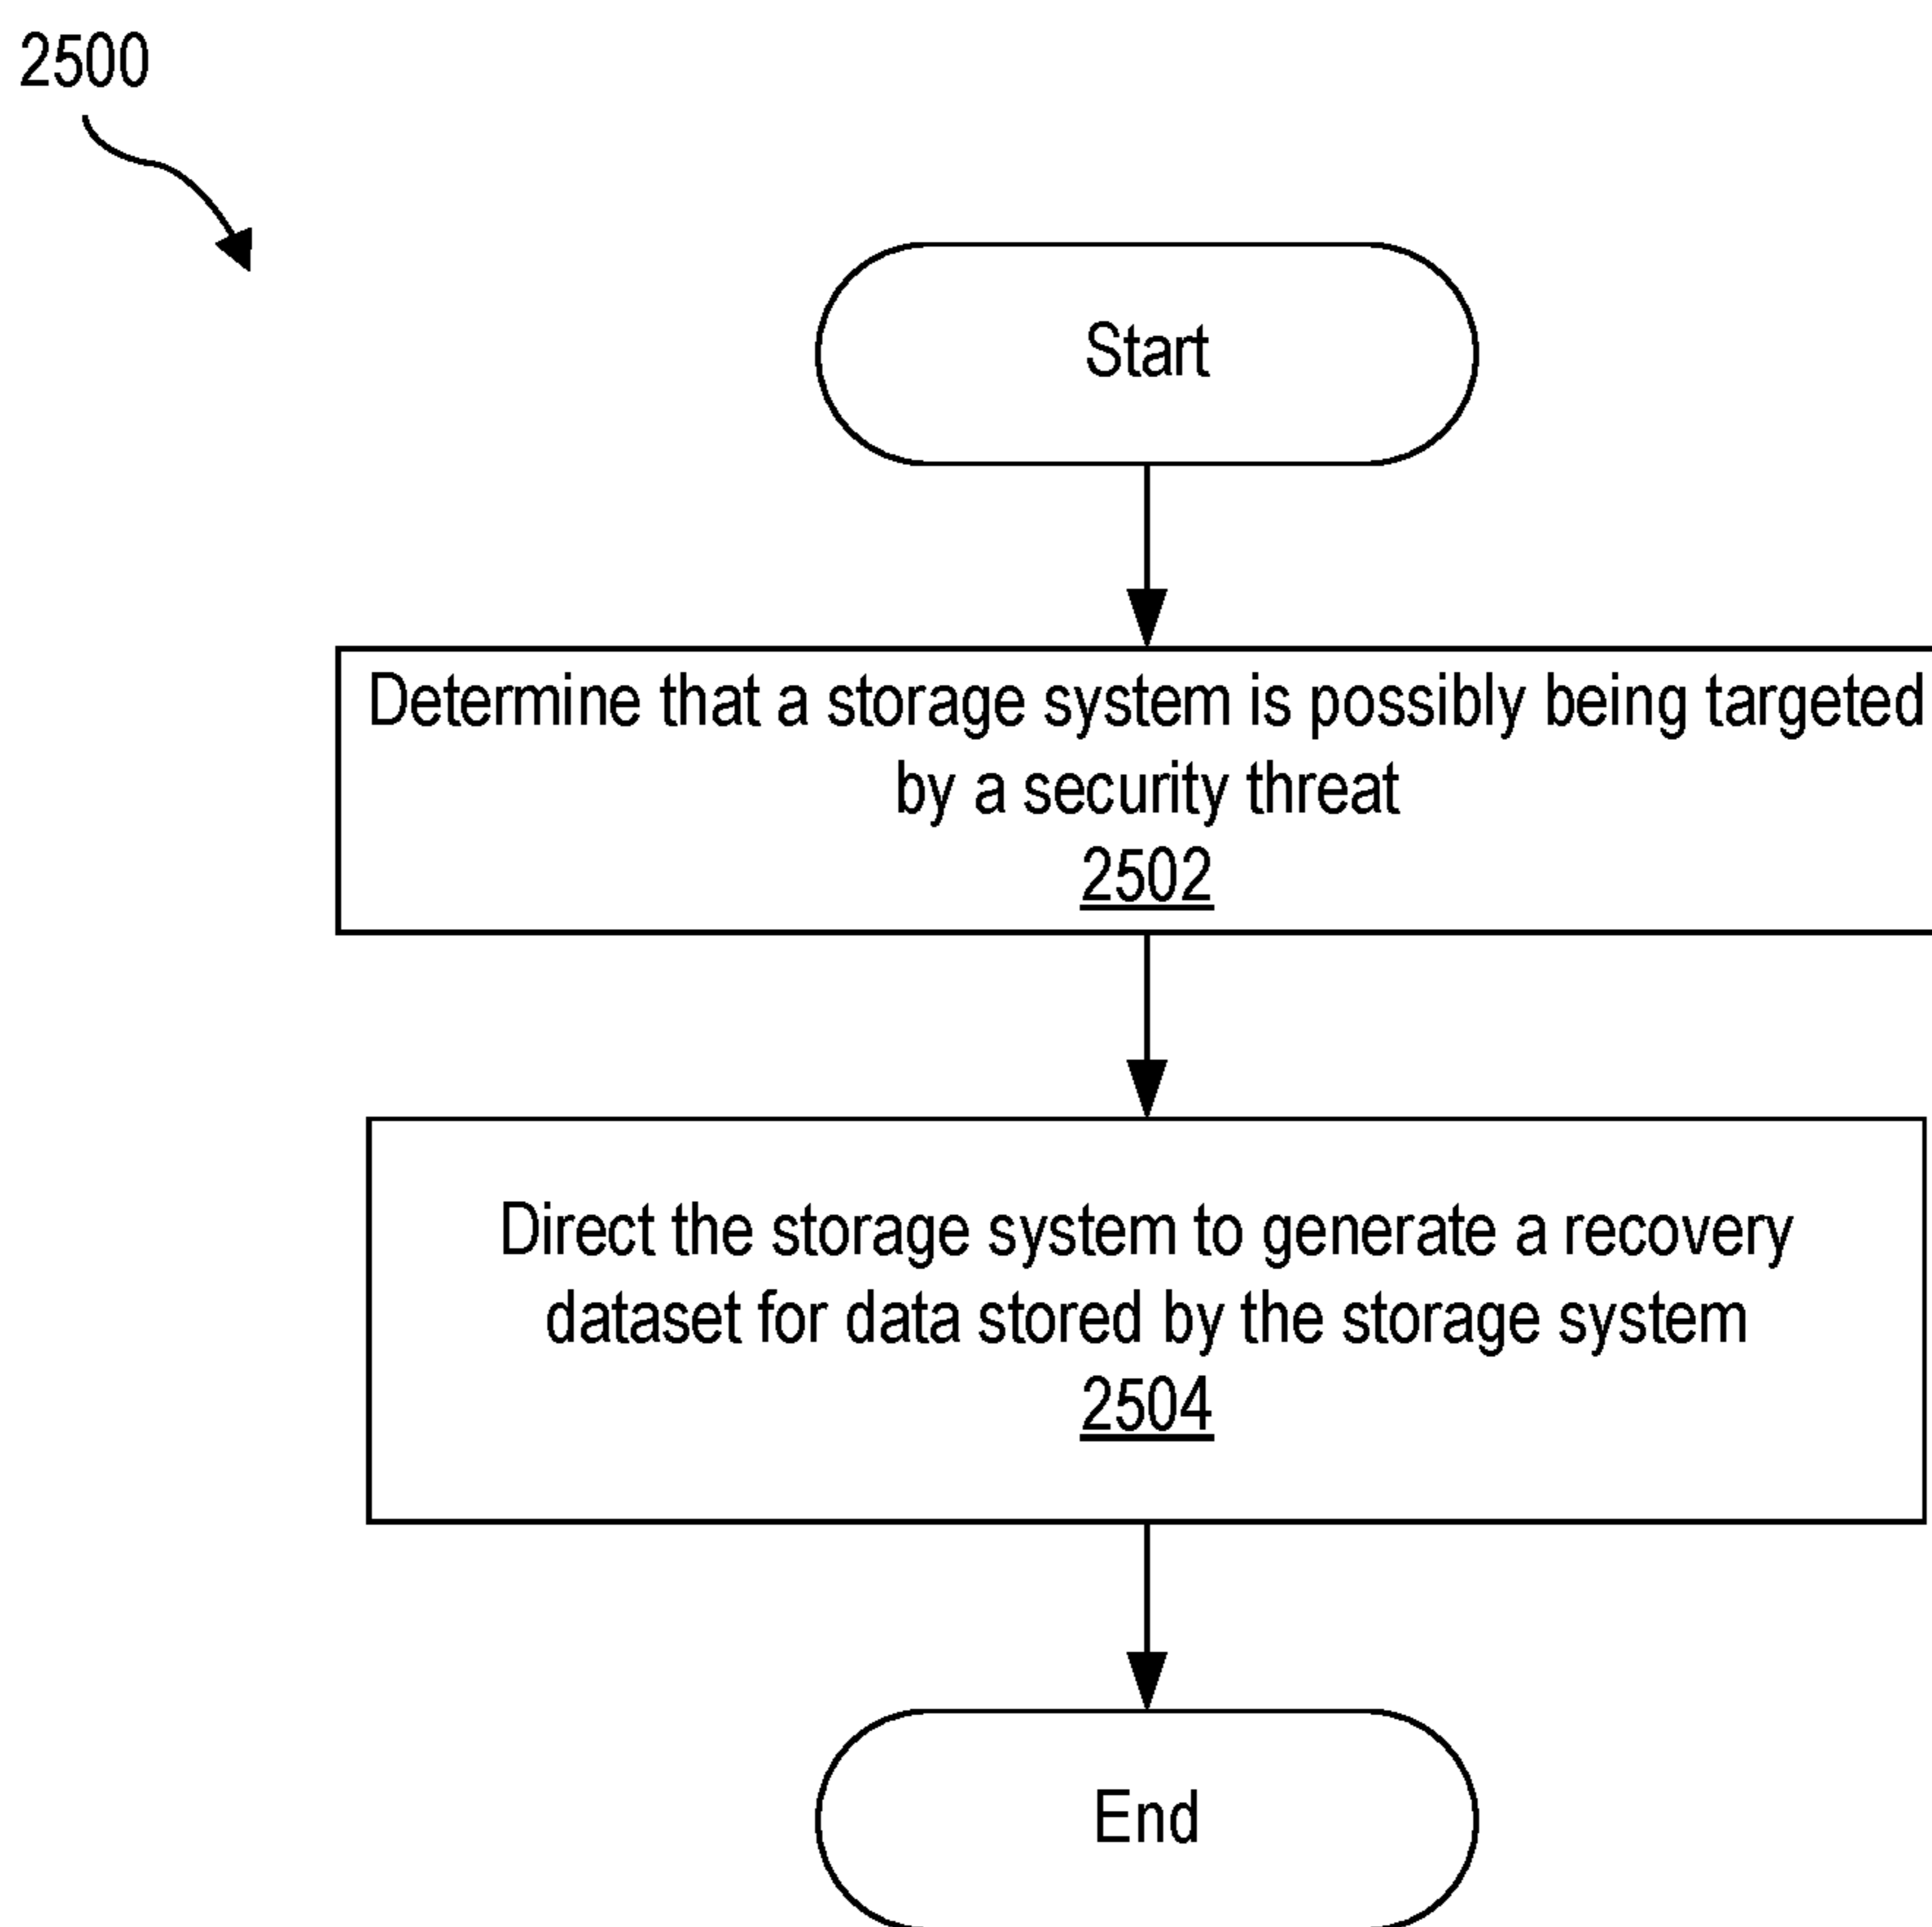 2500
Start
Determine that a storage system is possibly being targeted
by a security threat
2502
Direct the storage system to generate a recovery
dataset for data stored by the storage system
2504
End